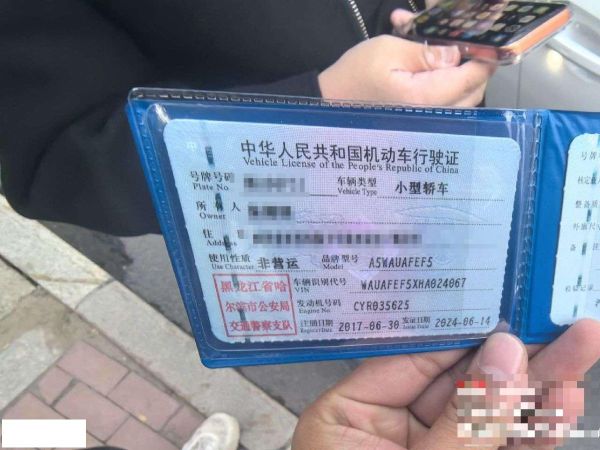 中华人民共和国机动车行驶证
Vehicle License of the People's Republic of China
号牌号码
Plate No
车辆类型 小型轿车
Vehicle Type
所 有 人
Owner
住 址
Address
使用性质 非营运 品牌型号 A5WAUAFEF5
Use Character Model
黑龙江省哈
尔滨市公安局
交通警察支队
车辆识别代号 WAUAFEF5XHA024067
VIN
发动机号码 CYR035625
Engine No.
注册日期 2017-06-30 发证日期 2024-06-14
Register Date Issue Date